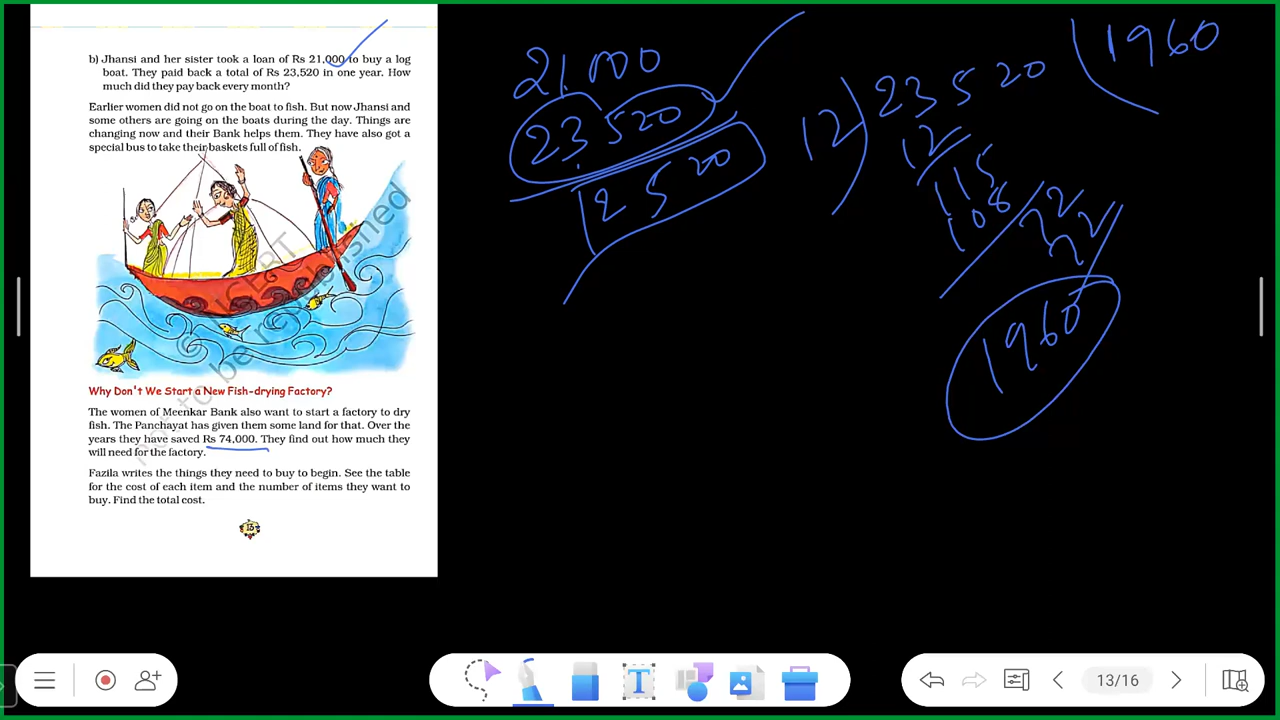 b) Jhansi and her sister took a loan of Rs 21,000 to buy a log
boat. They paid back a total of Rs 23,520 in one year. How
much did they pay back every month?
Earlier women did not go on the boat to fish. But now Jhansi and
some others are going on the boats during the day. Things are
changing now and their Bank helps them. They have also got a
special bus to take their baskets full of fish.
Why Don't We Start a New Fish-drying Factory?
The women of Meenkar Bank also want to start a factory to dry
fish. The Panchayat has given them some land for that. Over the
years they have saved Rs 74,000. They find out how much they
will need for the factory.
Fazila writes the things they need to buy to begin. See the table
for the cost of each item and the number of items they want to
buy. Find the total cost.
not to be republished
21,000
23520
2520
12) 23520 (1960
12
115
108
72
72
1960
T
13/16